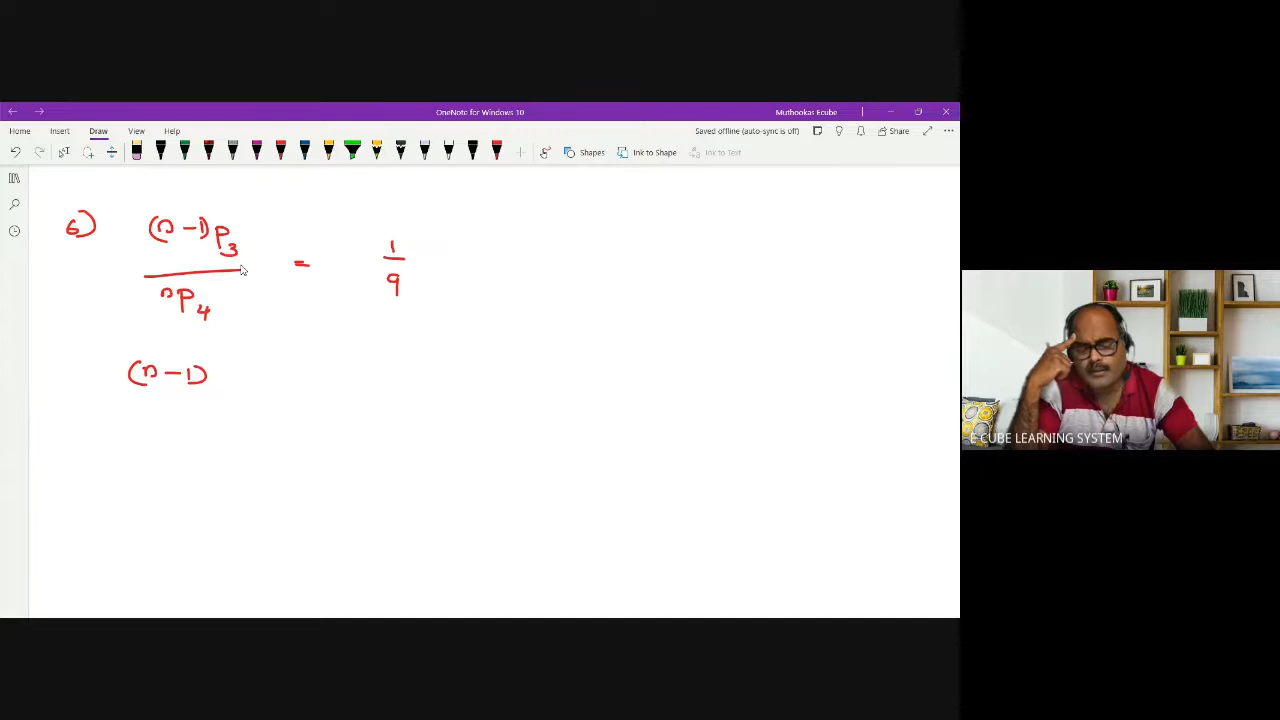 OneNote for Windows 10
Muthookas Ecube
Home Insert Draw View Help
Saved offline (auto-sync is off)
Share
Shapes
Ink to Shape
Ink to Text
6) (n-1)P3
nP4
=
1
9
(n-1)
E CUBE LEARNING SYSTEM